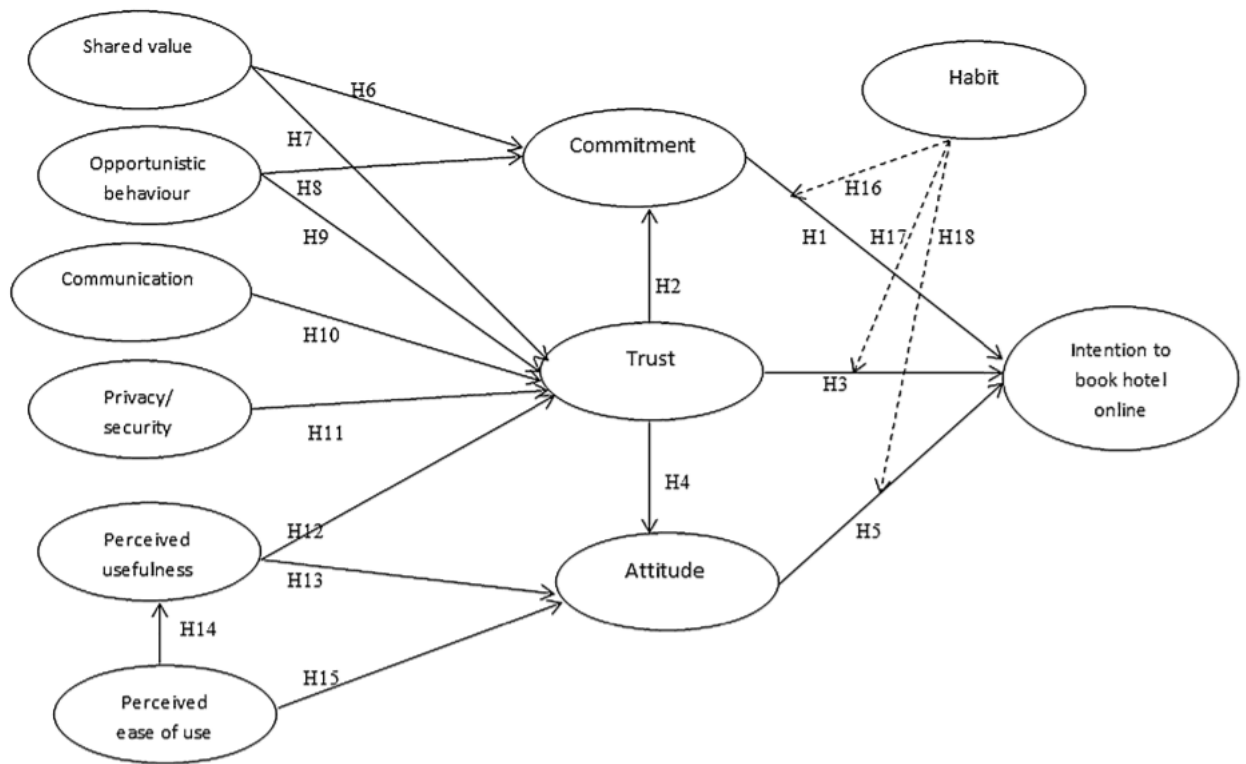 Shared value
Habit
H6
H7
Commitment
Opportunistic
behaviour
H8
H16
H9
H1
H17
H18
Communication
H2
H10
Trust
Intention to
book hotel
online
H3
Privacy/
security
H11
H4
H12
H5
Perceived
usefulness
H13
Attitude
H14
H15
Perceived
ease of use